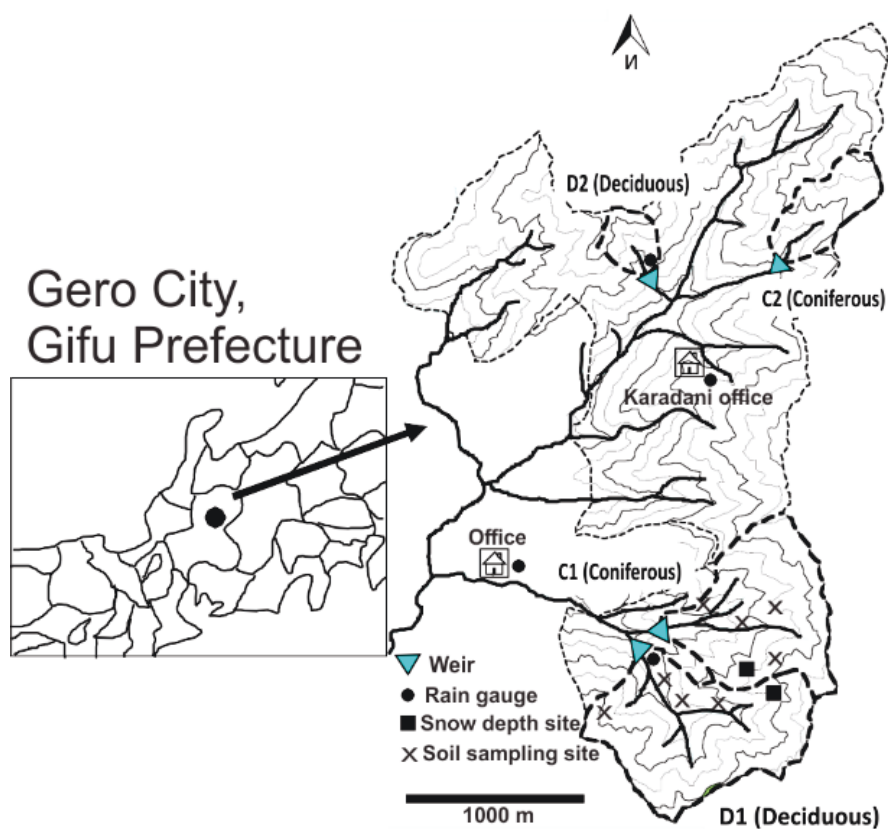 N
D2 (Deciduous)
Gero City,
Gifu Prefecture
C2 (Coniferous)
Karadani office
Office
C1 (Coniferous)
Weir
Rain gauge
Snow depth site
Soil sampling site
1000 m
D1 (Deciduous)